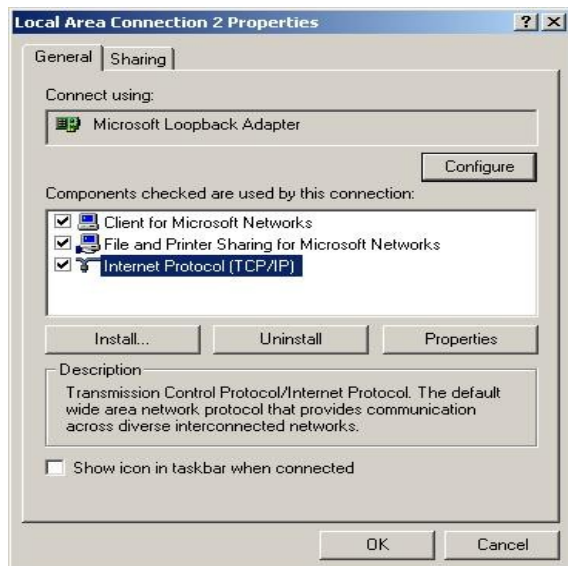 Local Area Connection 2 Properties
General
Sharing
Connect using:
Microsoft Loopback Adapter
Configure
Components checked are used by this connection:
Client for Microsoft Networks
File and Printer Sharing for Microsoft Networks
Internet Protocol (TCP/IP)
Install...
Uninstall
Properties
Description
Transmission Control Protocol/Internet Protocol. The default
wide area network protocol that provides communication
across diverse interconnected networks.
Show icon in taskbar when connected
OK
Cancel